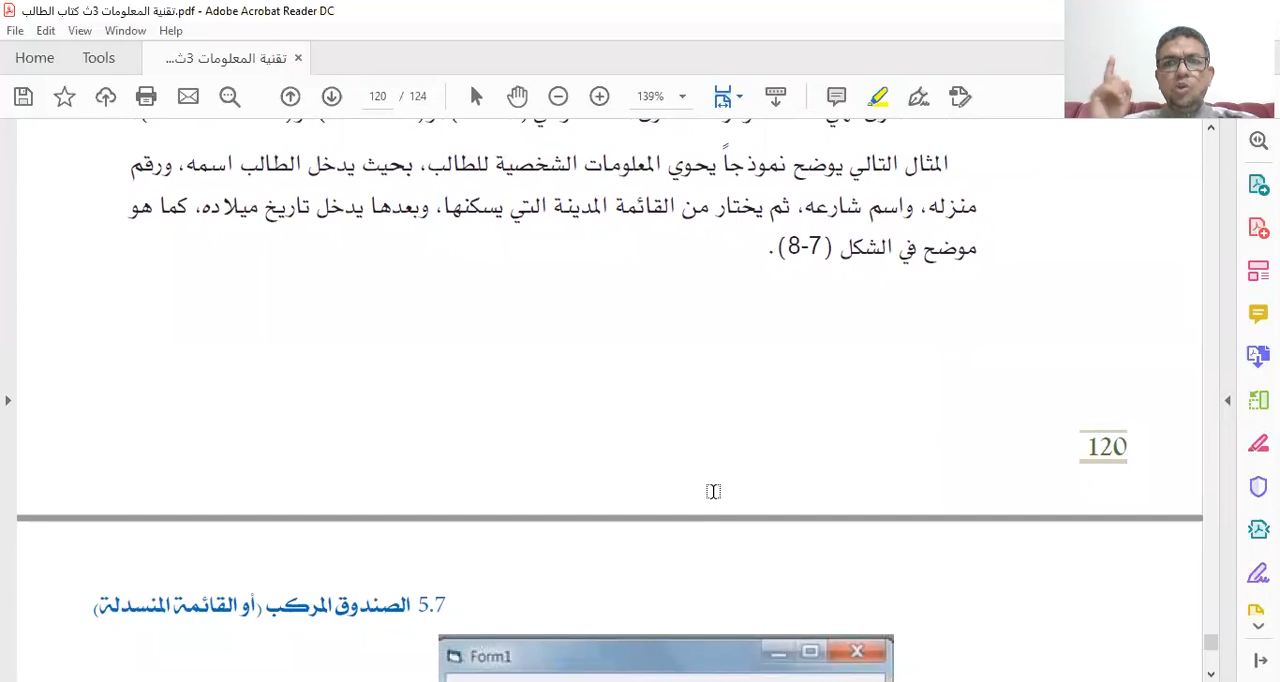 تقنية المعلومات 3ث كتاب الطالب.pdf - Adobe Acrobat Reader DC
File Edit View Window Help
Home Tools تقنية المعلومات 3ث... ×
120 / 124 139%
المثال التالي يوضح نموذجاً يحوي المعلومات الشخصية للطالب، بحيث يدخل الطالب اسمه، ورقم
منزله، واسم شارعه، ثم يختار من القائمة المدينة التي يسكنها، وبعدها يدخل تاريخ ميلاده، كما هو
موضح في الشكل (7-8).
120
5.7 الصندوق المركب (أو القائمة المنسدلة)
Form1